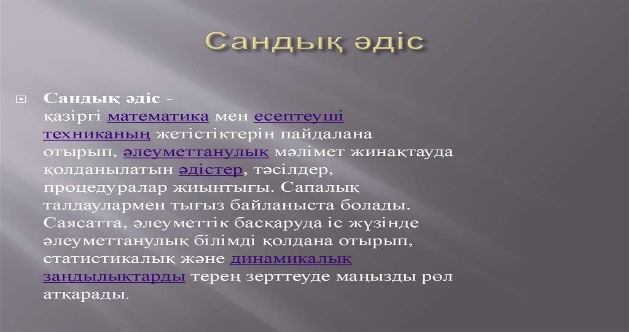 Сандық әдіс
Сандық әдіс -
қазіргі математика мен есептеуші
техниканың жетістіктерін пайдалана
отырып, әлеуметтанулық мәлімет жинақтауда
қолданылатын әдістер, тәсілдер,
процедуралар жиынтығы. Сапалық
талдаулармен тығыз байланыста болады.
Саясатта, әлеуметтік басқаруда іс жүзінде
әлеуметтанулық білімді қолдана отырып,
статистикалық және динамикалық
заңдылықтарды терең зерттеуде маңызды рөл
атқарады.